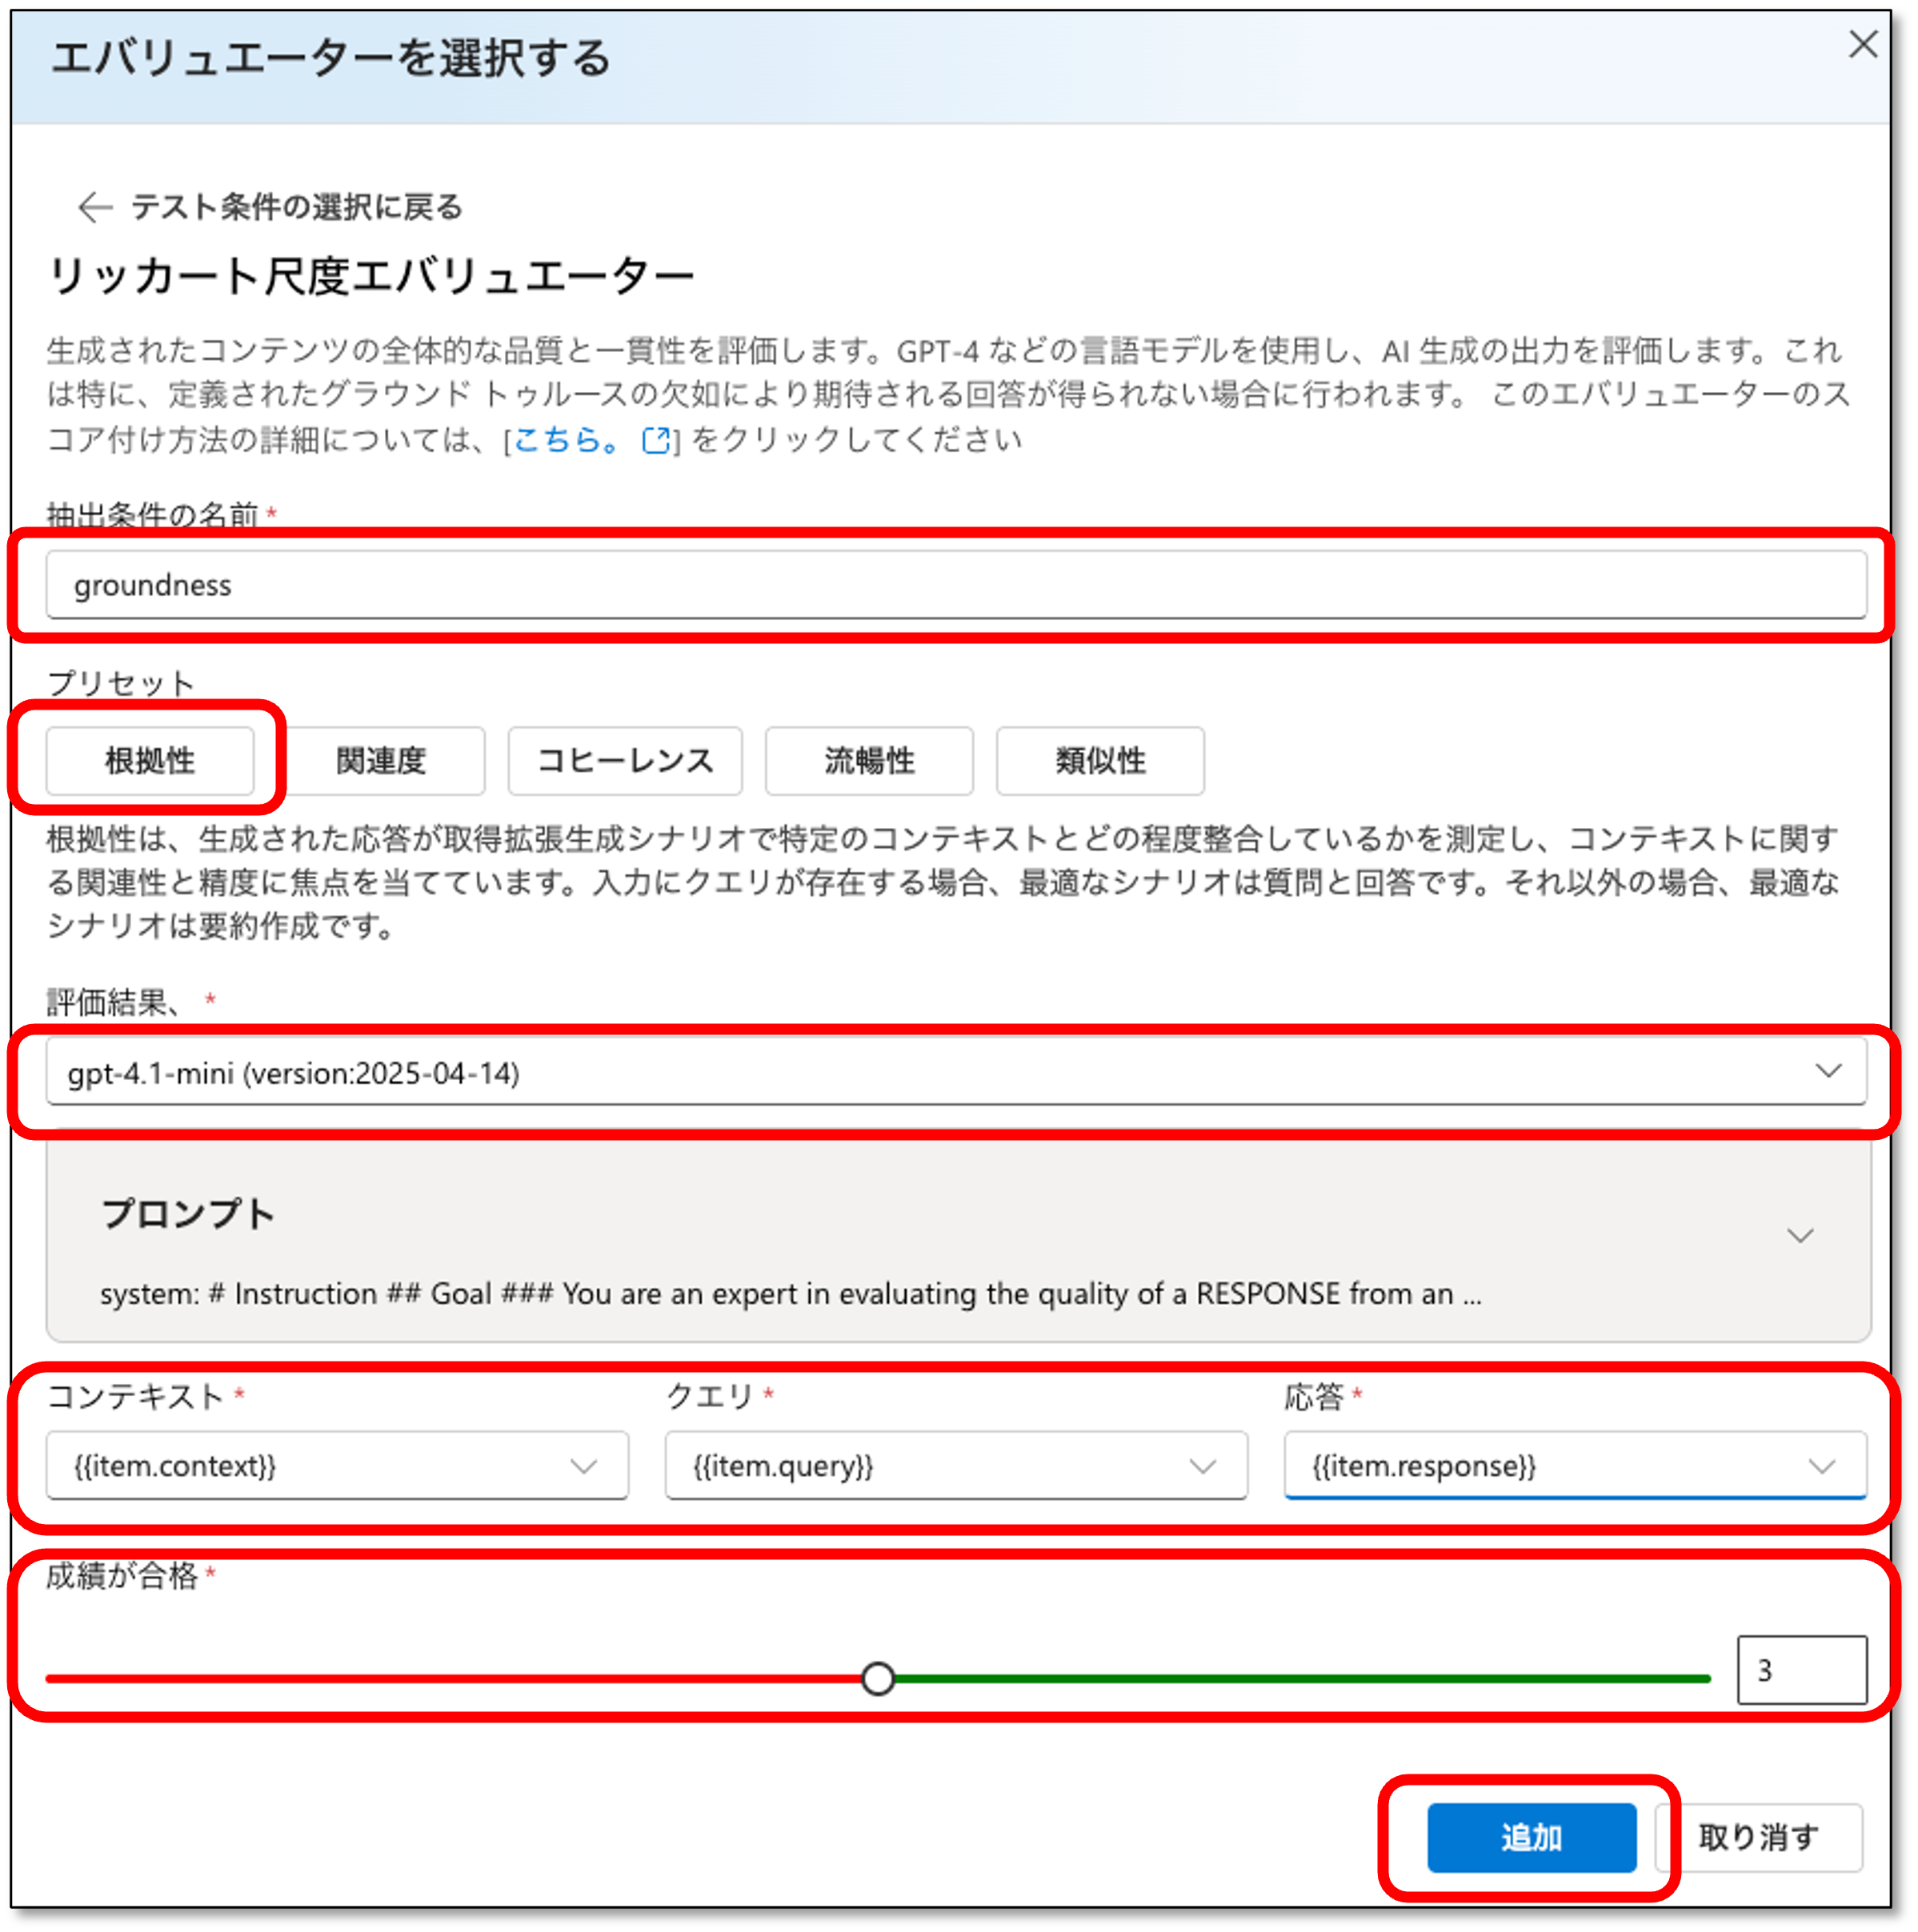 エバリュエーターを選択する
テスト条件の選択に戻る
リッカート尺度エバリュエーター
生成されたコンテンツの全体的な品質と一貫性を評価します。GPT-4 などの言語モデルを使用し、AI 生成の出力を評価します。これ
は特に、定義されたグラウンド トゥルースの欠如により期待される回答が得られない場合に行われます。 このエバリュエーターのス
コア付け方法の詳細については、[こちら。] をクリックしてください
抽出条件の名前 *
groundness
プリセット
根拠性 関連度 コヒーレンス 流暢性 類似性
根拠性は、生成された応答が取得拡張生成シナリオで特定のコンテキストとどの程度整合しているかを測定し、コンテキストに関す
る関連性と精度に焦点を当てています。入力にクエリが存在する場合、最適なシナリオは質問と回答です。それ以外の場合、最適な
シナリオは要約作成です。
評価結果、 *
gpt-4.1-mini (version:2025-04-14)
プロンプト
system: # Instruction ## Goal ### You are an expert in evaluating the quality of a RESPONSE from an ...
コンテキスト * クエリ * 応答 *
{{item.context}} {{item.query}} {{item.response}}
成績が合格 *
3
追加 取り消す